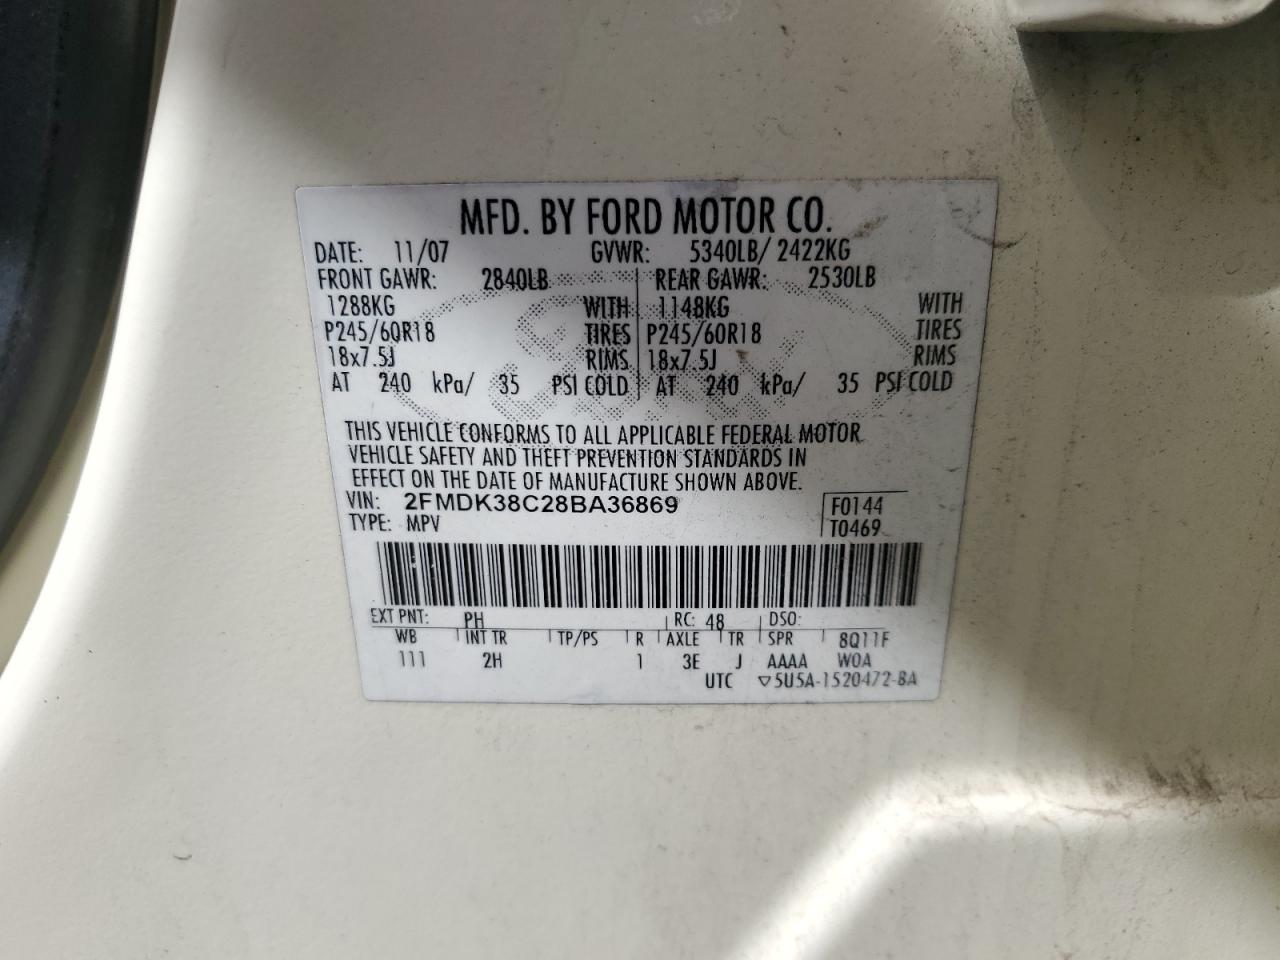 MFD. BY FORD MOTOR CO.
DATE: 11/07 GVWR: 5340LB/ 2422KG
FRONT GAWR: 2840LB REAR GAWR: 2530LB
1288KG WITH 1148KG WITH
P245/60R18 TIRES P245/60R18 TIRES
18x7.5J RIMS 18x7.5J RIMS
AT 240 kPa/ 35 PSI COLD AT 240 kPa/ 35 PSI COLD
THIS VEHICLE CONFORMS TO ALL APPLICABLE FEDERAL MOTOR
VEHICLE SAFETY AND THEFT PREVENTION STANDARDS IN
EFFECT ON THE DATE OF MANUFACTURE SHOWN ABOVE.
VIN: 2FMDK38C28BA36869 F0144
TYPE: MPV T0469
EXT PNT: PH RC: 48 DSO:
WB INT TR TP/PS R AXLE TR SPR 8Q11F
111 2H 1 3E J AAAA WOA
UTC ▽5U5A-1520472-BA